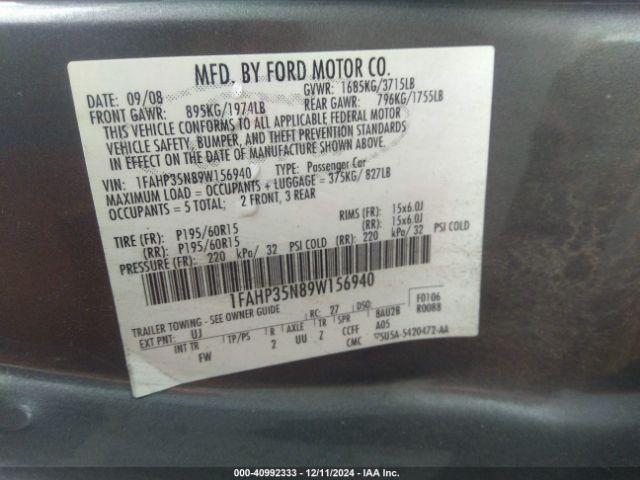 MFD. BY FORD MOTOR CO.
DATE: 09/08 GVWR: 1685KG/3715LB
FRONT GAWR: 895KG/1974LB REAR GAWR: 796KG/1755LB
THIS VEHICLE CONFORMS TO ALL APPLICABLE FEDERAL MOTOR
VEHICLE SAFETY, BUMPER, AND THEFT PREVENTION STANDARDS
IN EFFECT ON THE DATE OF MANUFACTURE SHOWN ABOVE.
VIN: 1FAHP35N89W156940 TYPE: Passenger Car
MAXIMUM LOAD = OCCUPANTS + LUGGAGE = 375KG/ 827LB
OCCUPANTS = 5 TOTAL; 2 FRONT, 3 REAR
TIRE (FR): P195/60R15 RIMS (FR): 15x6.0J
(RR): P195/60R15 (RR): 15x6.0J
PRESSURE (FR): 220 kPa/ 32 PSI COLD (RR): 220 kPa/ 32 PSI COLD
1FAHP35N89W156940
TRAILER TOWING - SEE OWNER GUIDE RC: 27 DSO: F0106
EXT PNT: UJ 8AU2B R0088
INT TR TP/PS R AXLE TR SPR A05
FW 2 UU Z CCFF
CMC 5U5A-5420472-AA
000-40992333 - 12/11/2024 - IAA Inc.